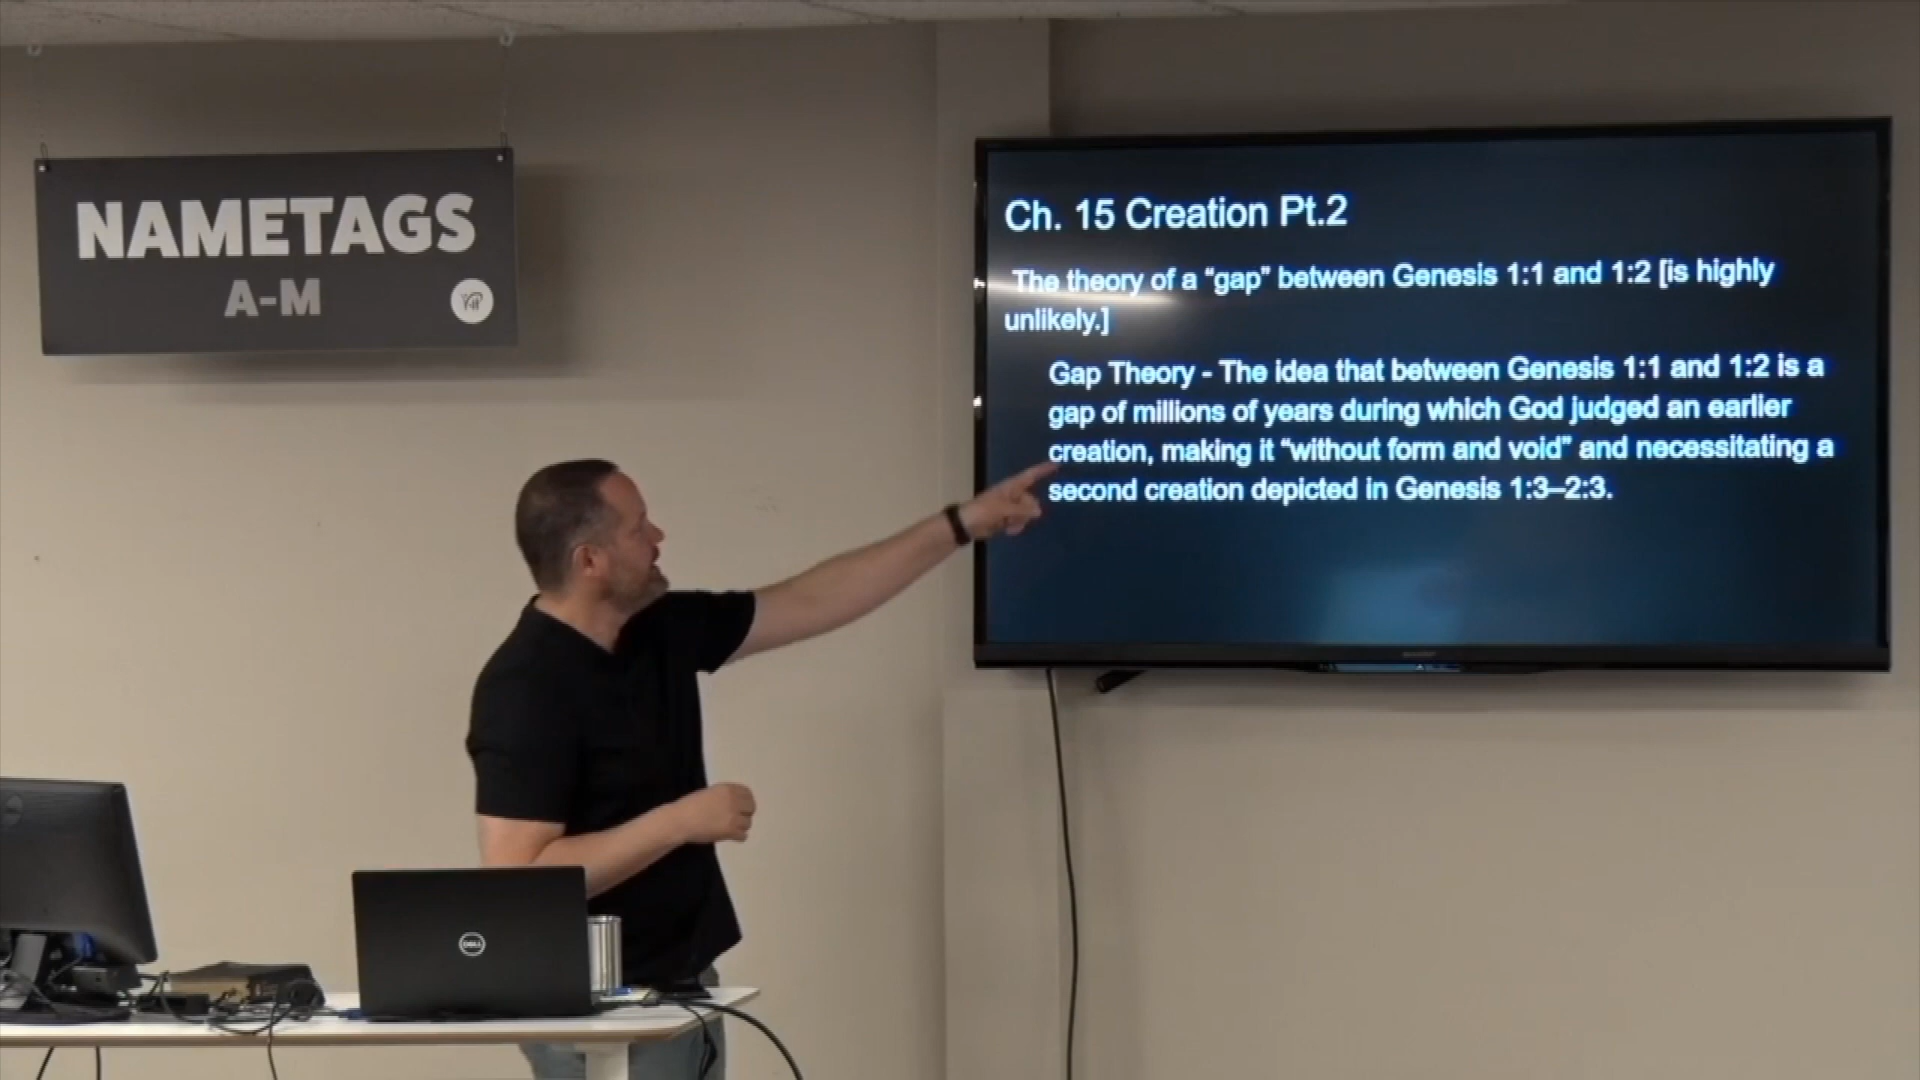 NAMETAGS
A-M
Ch. 15 Creation Pt.2
The theory of a “gap” between Genesis 1:1 and 1:2 [is highly
unlikely.]
Gap Theory - The idea that between Genesis 1:1 and 1:2 is a
gap of millions of years during which God judged an earlier
creation, making it “without form and void” and necessitating a
second creation depicted in Genesis 1:3–2:3.
DELL